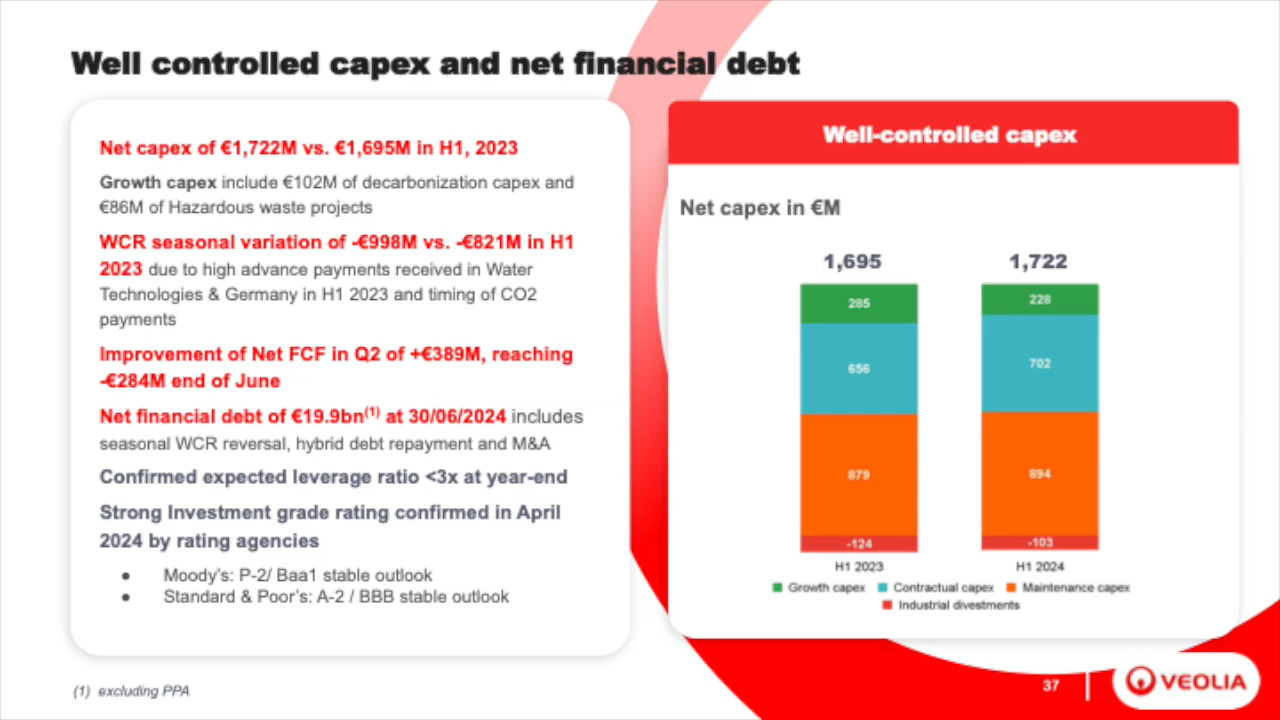 Well controlled capex and net financial debt
Net capex of €1,722M vs. €1,695M in H1, 2023
Growth capex include €102M of decarbonization capex and
€86M of Hazardous waste projects
WCR seasonal variation of -€998M vs. -€821M in H1
2023 due to high advance payments received in Water
Technologies & Germany in H1 2023 and timing of CO2
payments
Improvement of Net FCF in Q2 of +€389M, reaching
-€284M end of June
Net financial debt of €19.9bn(1) at 30/06/2024 includes
seasonal WCR reversal, hybrid debt repayment and M&A
Confirmed expected leverage ratio <3x at year-end
Strong Investment grade rating confirmed in April
2024 by rating agencies
● Moody's: P-2/ Baa1 stable outlook
● Standard & Poor's: A-2 / BBB stable outlook
Well-controlled capex
Net capex in €M
1,695 1,722
285 228
656 702
879 894
-124 -103
H1 2023 H1 2024
Growth capex Contractual capex Maintenance capex
Industrial divestments
(1) excluding PPA
37
VEOLIA